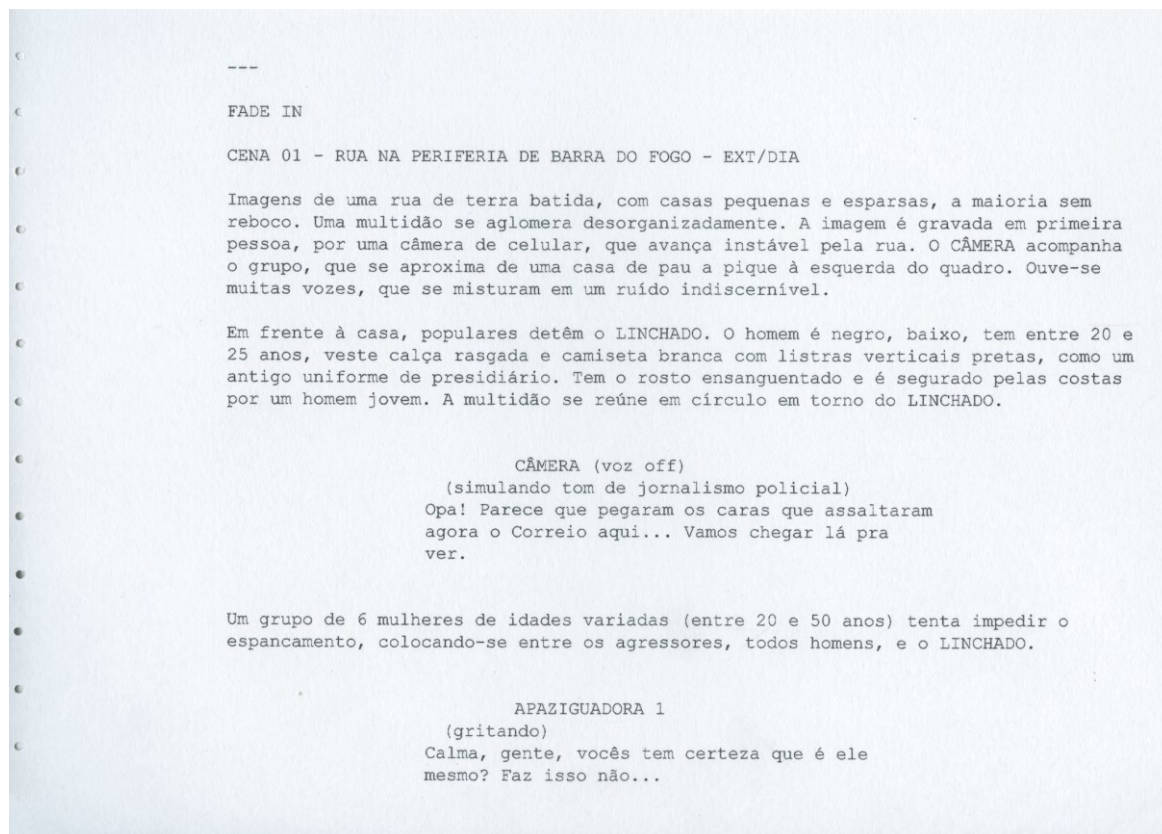 ---
FADE IN
CENA 01 - RUA NA PERIFERIA DE BARRA DO FOGO - EXT/DIA
Imagens de uma rua de terra batida, com casas pequenas e esparsas, a maioria sem
reboco. Uma multidão se aglomera desorganizadamente. A imagem é gravada em primeira
pessoa, por uma câmera de celular, que avança instável pela rua. O CÂMERA acompanha
o grupo, que se aproxima de uma casa de pau a pique à esquerda do quadro. Ouve-se
muitas vozes, que se misturam em um ruído indiscernível.
Em frente à casa, populares detêm o LINCHADO. O homem é negro, baixo, tem entre 20 e
25 anos, veste calça rasgada e camiseta branca com listras verticais pretas, como um
antigo uniforme de presidiário. Tem o rosto ensanguentado e é segurado pelas costas
por um homem jovem. A multidão se reúne em círculo em torno do LINCHADO.
CÂMERA (voz off)
(simulando tom de jornalismo policial)
Opa! Parece que pegaram os caras que assaltaram
agora o Correio aqui... Vamos chegar lá pra
ver.
Um grupo de 6 mulheres de idades variadas (entre 20 e 50 anos) tenta impedir o
espancamento, colocando-se entre os agressores, todos homens, e o LINCHADO.
APAZIGUADORA 1
(gritando)
Calma, gente, vocês tem certeza que é ele
mesmo? Faz isso não...